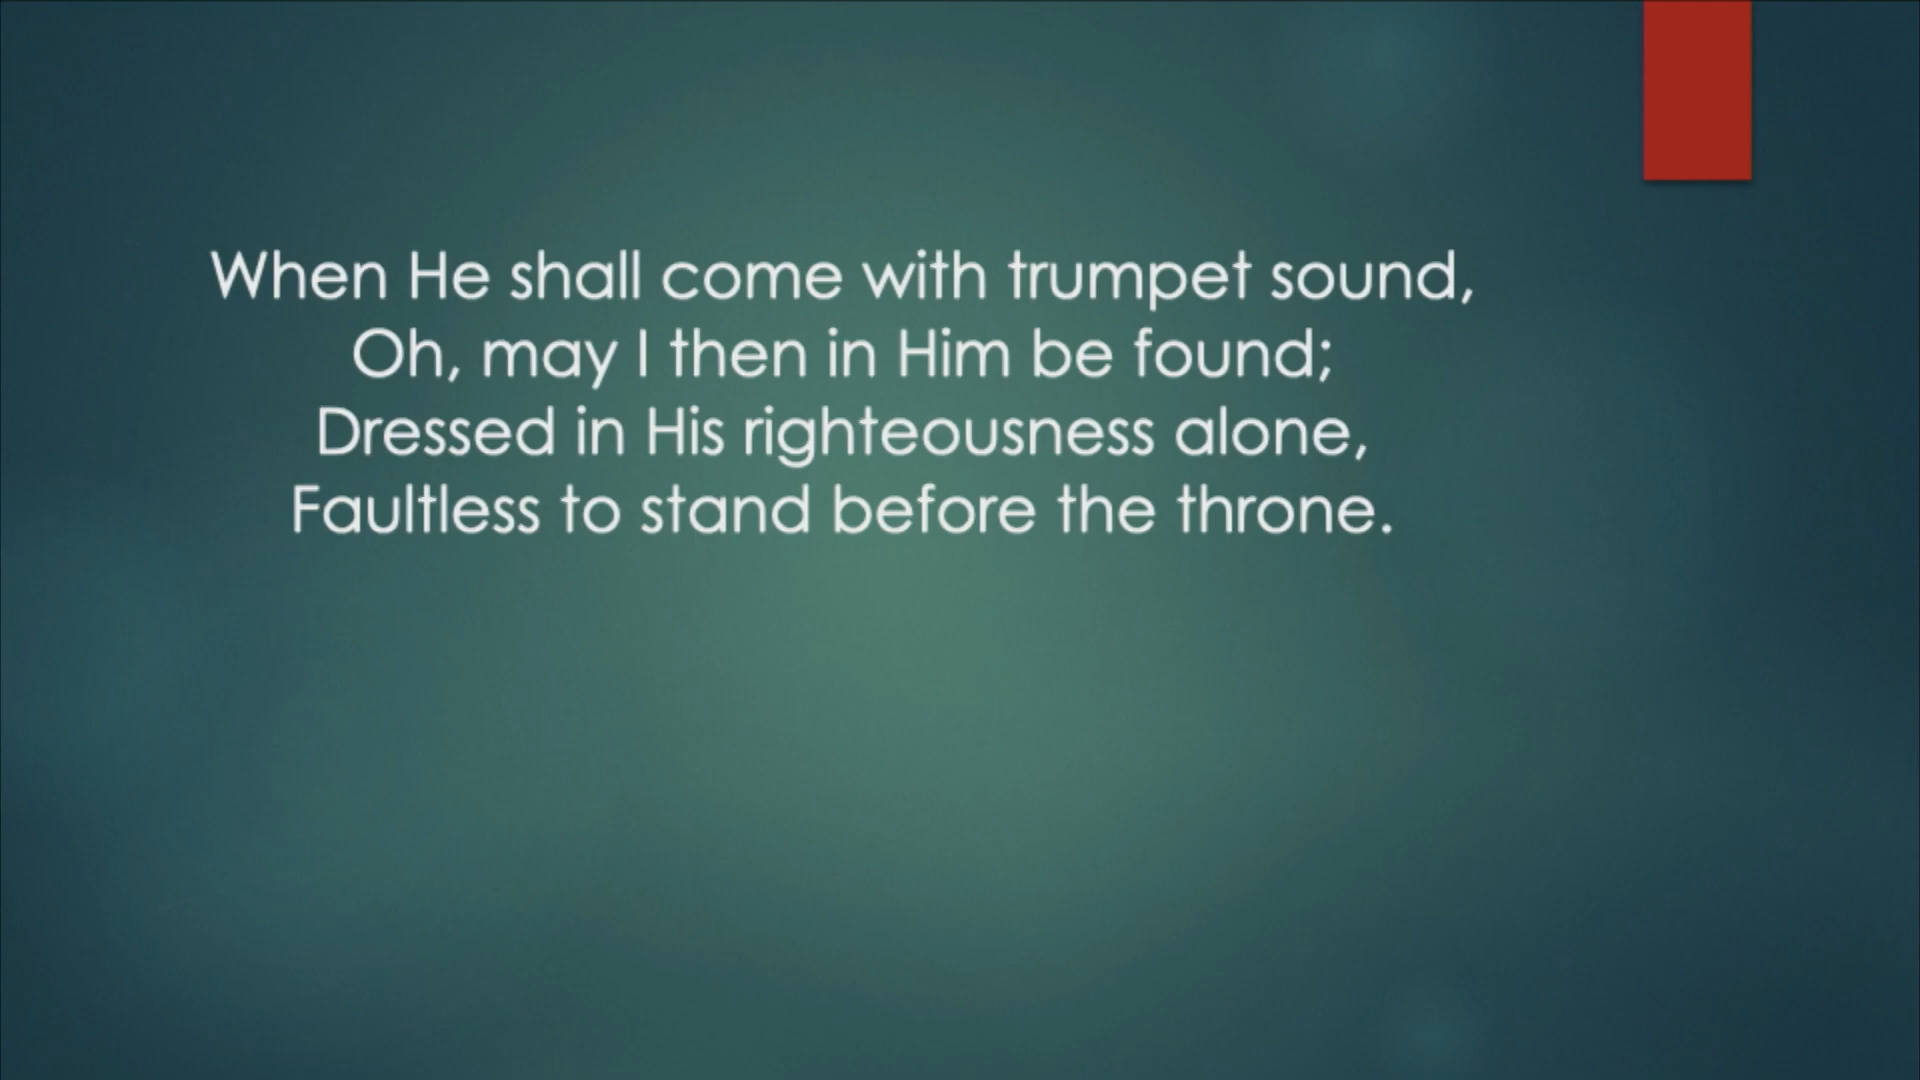 When He shall come with trumpet sound,
Oh, may I then in Him be found;
Dressed in His righteousness alone,
Faultless to stand before the throne.